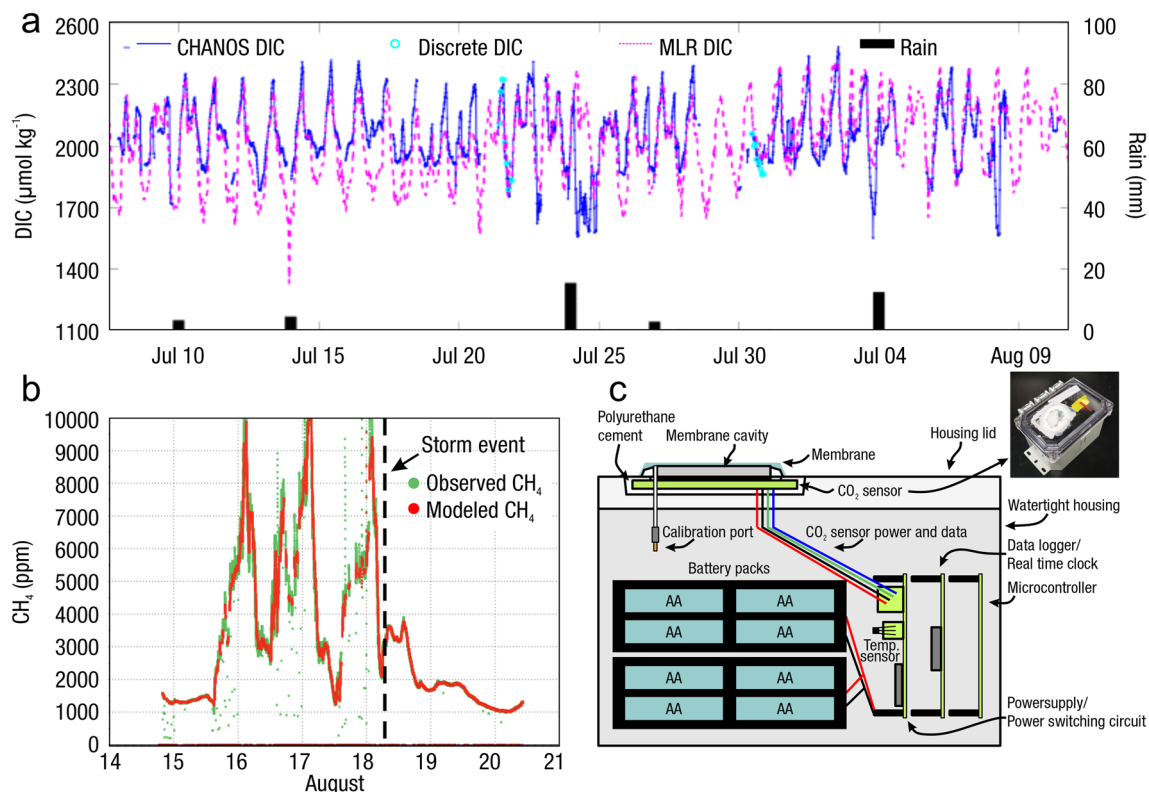 a
2600
2300
2000
1700
1400
1100
DIC (µmol kg⁻¹)
CHANOS DIC
Discrete DIC
MLR DIC
Rain
100
80
60
40
20
0
Rain (mm)
Jul 10
Jul 15
Jul 20
Jul 25
Jul 30
Jul 04
Aug 09
b
10000
9000
8000
7000
6000
5000
4000
3000
2000
1000
0
CH₄ (ppm)
Storm event
Observed CH₄
Modeled CH₄
14
15
16
17
18
19
20
21
August
c
Polyurethane
cement
Membrane cavity
Membrane
Housing lid
CO₂ sensor
Watertight housing
Calibration port
CO₂ sensor power and data
Data logger/
Real time clock
Battery packs
Microcontroller
AA
AA
AA
AA
Temp.
sensor
AA
AA
AA
AA
Powersupply/
Power switching circuit